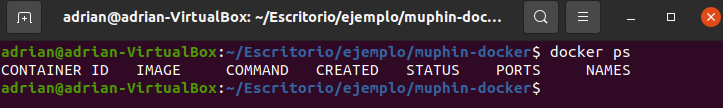 adrian@adrian-VirtualBox: ~/Escritorio/ejemplo/muphin-doc...
adrian@adrian-VirtualBox:~/Escritorio/ejemplo/muphin-docker$ docker ps
CONTAINER ID   IMAGE     COMMAND   CREATED   STATUS    PORTS     NAMES
adrian@adrian-VirtualBox:~/Escritorio/ejemplo/muphin-docker$